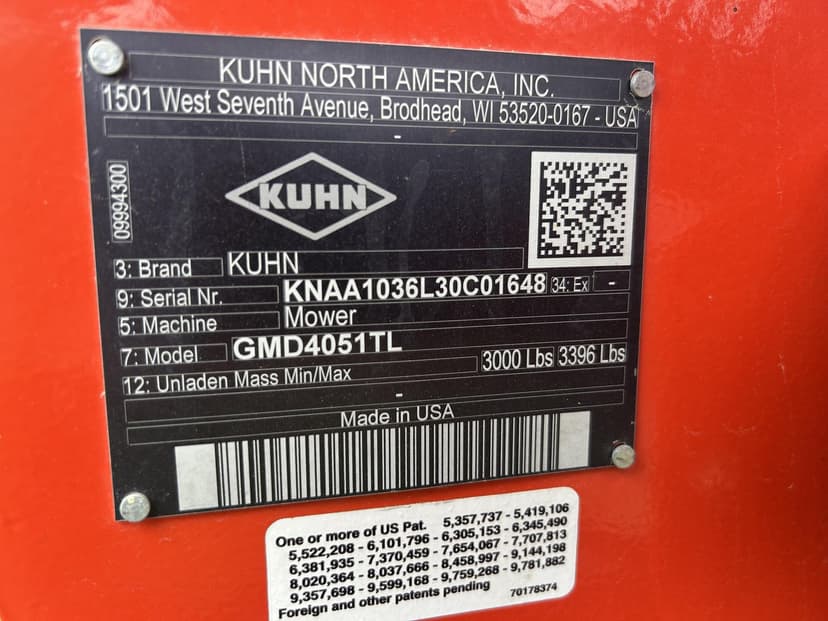 KUHN NORTH AMERICA, INC.
1501 West Seventh Avenue, Brodhead, WI 53520-0167 - USA
-
09994300
KUHN
3: Brand KUHN
9: Serial Nr. KNAA1036L30C01648 34: Ex -
5: Machine Mower
7: Model GMD4051TL
12: Unladen Mass Min/Max 3000 Lbs 3396 Lbs
-
Made in USA
One or more of US Pat. 5,357,737 - 5,419,106
5,522,208 - 6,101,796 - 6,305,153 - 6,345,490
6,381,935 - 7,370,459 - 7,654,067 - 7,707,813
8,020,364 - 8,037,666 - 8,458,997 - 9,144,198
9,357,698 - 9,599,168 - 9,759,268 - 9,781,882
Foreign and other patents pending 70178374